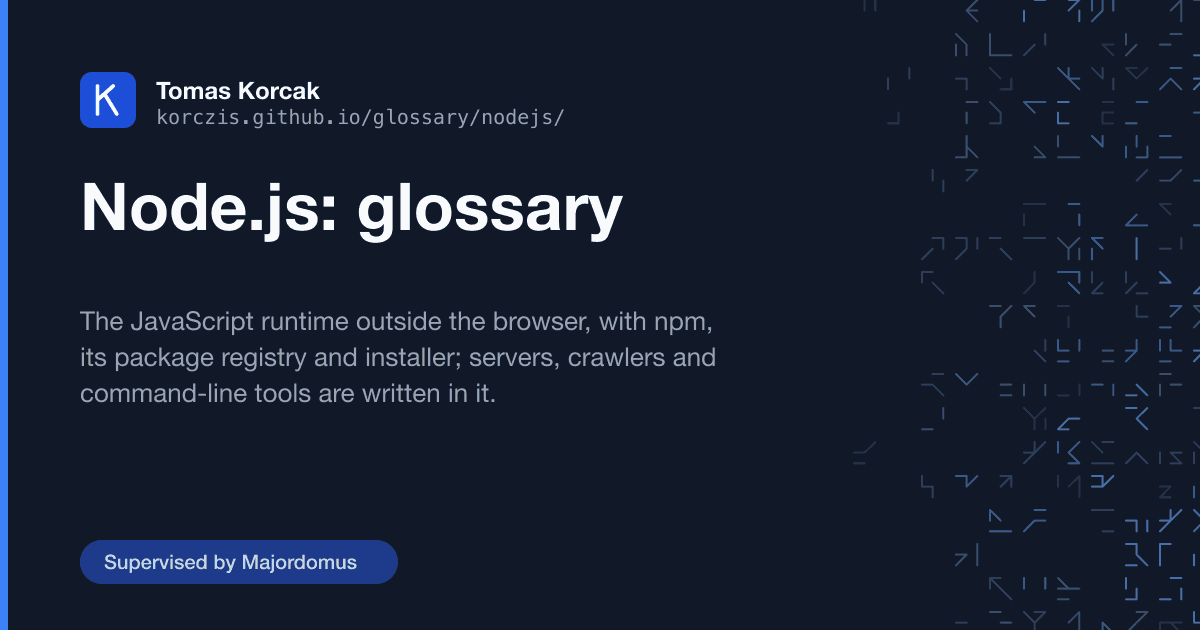 K
Tomas Korcak
korczis.github.io/glossary/nodejs/
Node.js: glossary
The JavaScript runtime outside the browser, with npm,
its package registry and installer; servers, crawlers and
command-line tools are written in it.
Supervised by Majordomus